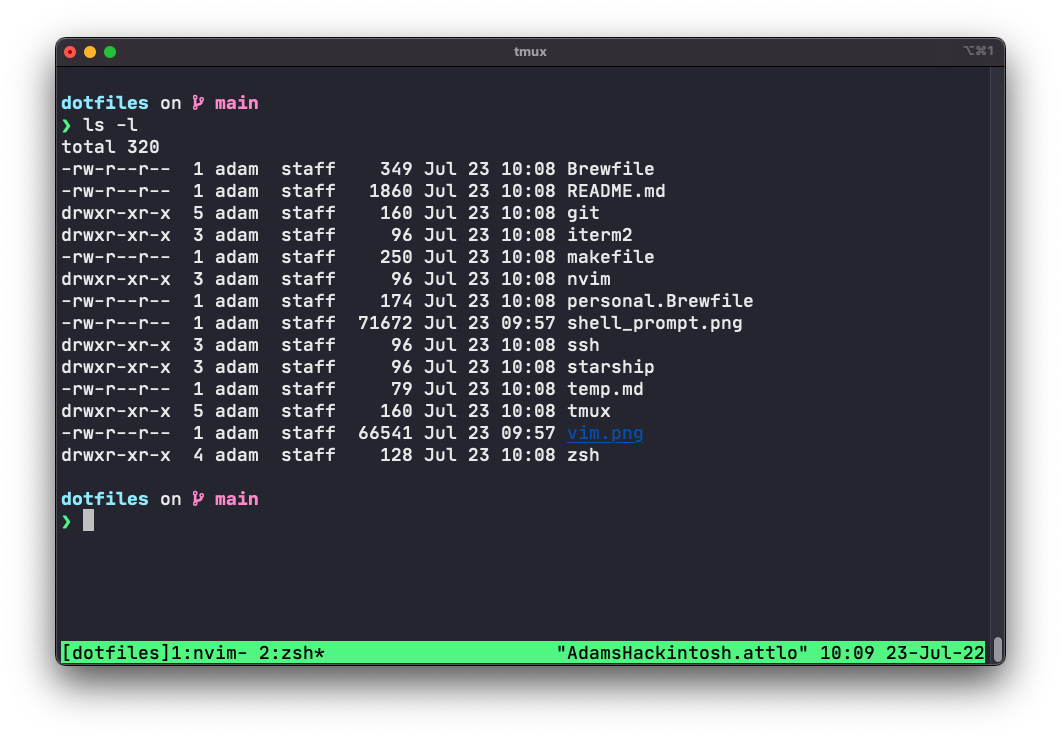 tmux ⌥⌘1
dotfiles on main
❯ ls -l
total 320
-rw-r--r--  1 adam  staff    349 Jul 23 10:08 Brewfile
-rw-r--r--  1 adam  staff   1860 Jul 23 10:08 README.md
drwxr-xr-x  5 adam  staff    160 Jul 23 10:08 git
drwxr-xr-x  3 adam  staff     96 Jul 23 10:08 iterm2
-rw-r--r--  1 adam  staff    250 Jul 23 10:08 makefile
drwxr-xr-x  3 adam  staff     96 Jul 23 10:08 nvim
-rw-r--r--  1 adam  staff    174 Jul 23 10:08 personal.Brewfile
-rw-r--r--  1 adam  staff  71672 Jul 23 09:57 shell_prompt.png
drwxr-xr-x  3 adam  staff     96 Jul 23 10:08 ssh
drwxr-xr-x  3 adam  staff     96 Jul 23 10:08 starship
-rw-r--r--  1 adam  staff     79 Jul 23 10:08 temp.md
drwxr-xr-x  5 adam  staff    160 Jul 23 10:08 tmux
-rw-r--r--  1 adam  staff  66541 Jul 23 09:57 vim.png
drwxr-xr-x  4 adam  staff    128 Jul 23 10:08 zsh
dotfiles on main
❯
[dotfiles]1:nvim- 2:zsh* "AdamsHackintosh.attlo" 10:09 23-Jul-22